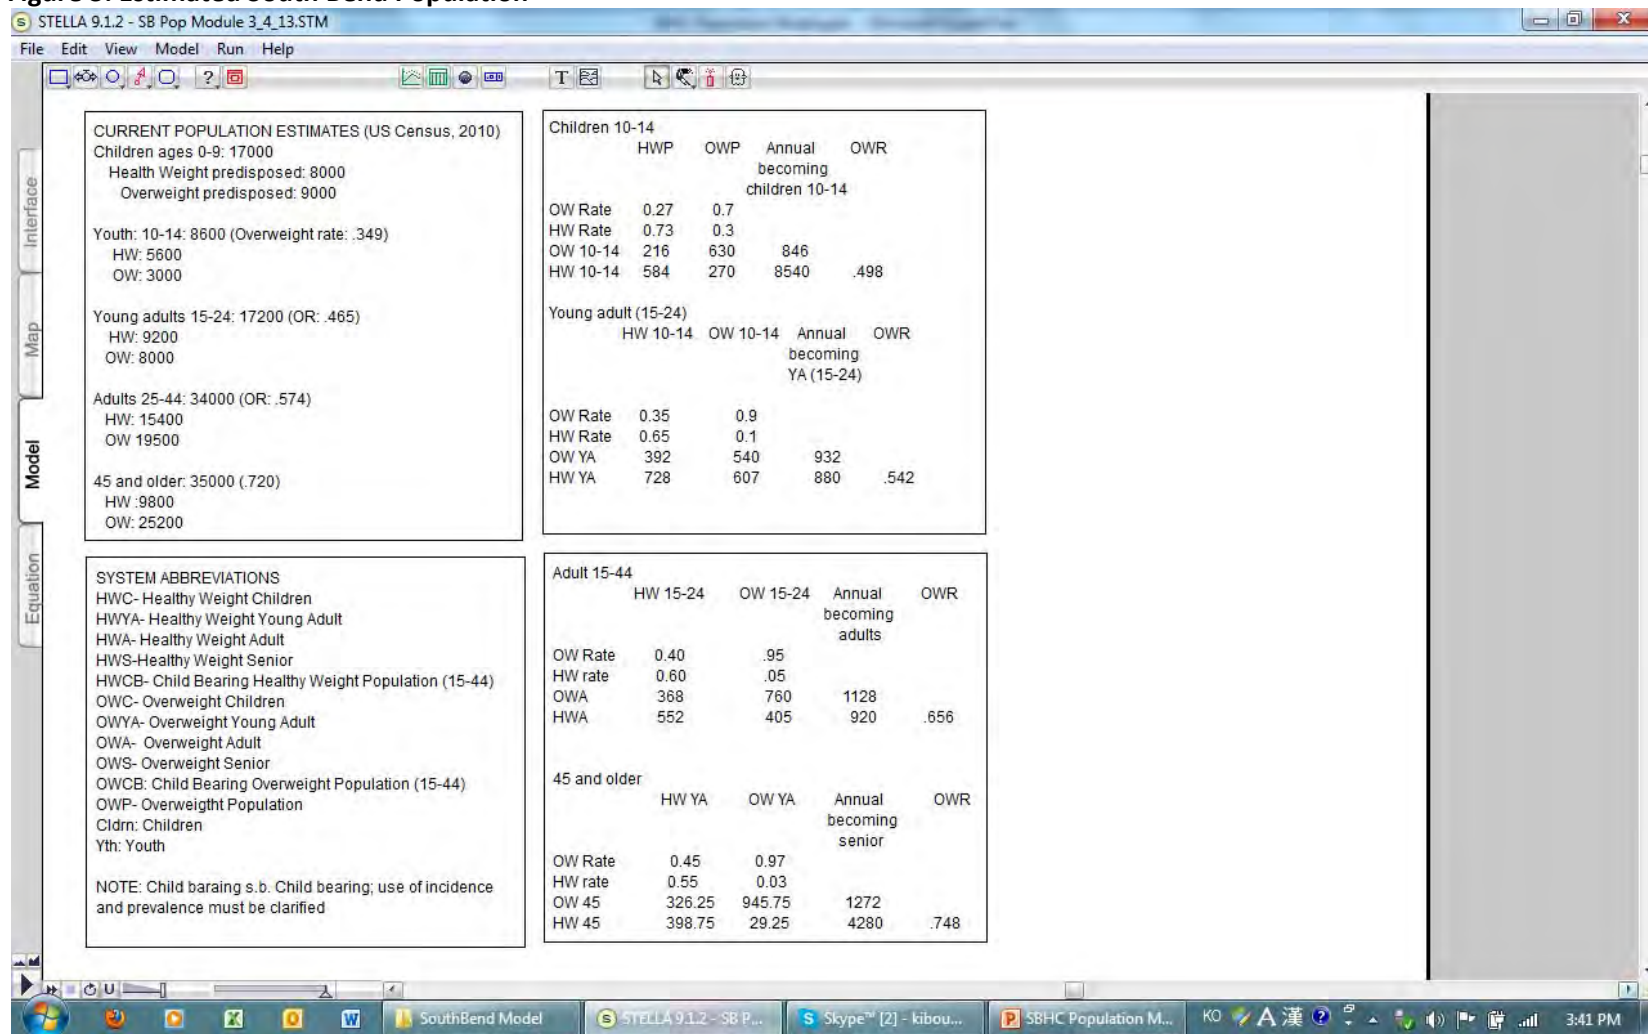 Figure 3: Estimated South Bend Population
STELLA 9.1.2 - SB Pop Module 3_4_13.STM
File Edit View Model Run Help
Interface
Map
Model
Equation
CURRENT POPULATION ESTIMATES (US Census, 2010)
Children ages 0-9: 17000
Health Weight predisposed: 8000
Overweight predisposed: 9000
Youth: 10-14: 8600 (Overweight rate: .349)
HW: 5600
OW: 3000
Young adults 15-24: 17200 (OR: .465)
HW: 9200
OW: 8000
Adults 25-44: 34000 (OR: .574)
HW: 15400
OW 19500
45 and older: 35000 (.720)
HW :9800
OW: 25200
Children 10-14
HWP OWP Annual OWR
becoming
children 10-14
OW Rate 0.27 0.7
HW Rate 0.73 0.3
OW 10-14 216 630 846
HW 10-14 584 270 8540 .498
Young adult (15-24)
HW 10-14 OW 10-14 Annual OWR
becoming
YA (15-24)
OW Rate 0.35 0.9
HW Rate 0.65 0.1
OW YA 392 540 932
HW YA 728 607 880 .542
SYSTEM ABBREVIATIONS
HWC- Healthy Weight Children
HWYA- Healthy Weight Young Adult
HWA- Healthy Weight Adult
HWS-Healthy Weight Senior
HWCB- Child Bearing Healthy Weight Population (15-44)
OWC- Overweight Children
OWYA- Overweight Young Adult
OWA- Overweight Adult
OWS- Overweight Senior
OWCB: Child Bearing Overweight Population (15-44)
OWP- Overweigtht Population
Cldrn: Children
Yth: Youth
NOTE: Child baraing s.b. Child bearing; use of incidence
and prevalence must be clarified
Adult 15-44
HW 15-24 OW 15-24 Annual OWR
becoming
adults
OW Rate 0.40 .95
HW rate 0.60 .05
OWA 368 760 1128
HWA 552 405 920 .656
45 and older
HW YA OW YA Annual OWR
becoming
senior
OW Rate 0.45 0.97
HW rate 0.55 0.03
OW 45 326.25 945.75 1272
HW 45 398.75 29.25 4280 .748
U
SouthBend Model STELLA 9.1.2 - SB P... Skype™ [2] - kibou... SBHC Population M... KO A 漢 3:41 PM